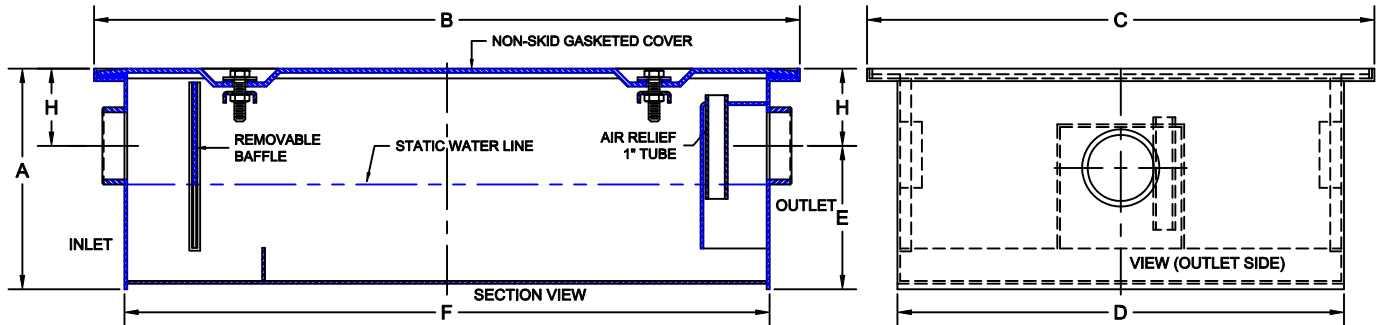 B
C
NON-SKID GASKETED COVER
H
H
A
REMOVABLE
BAFFLE
STATIC WATER LINE
AIR RELIEF
1" TUBE
OUTLET
E
INLET
VIEW (OUTLET SIDE)
SECTION VIEW
F
D